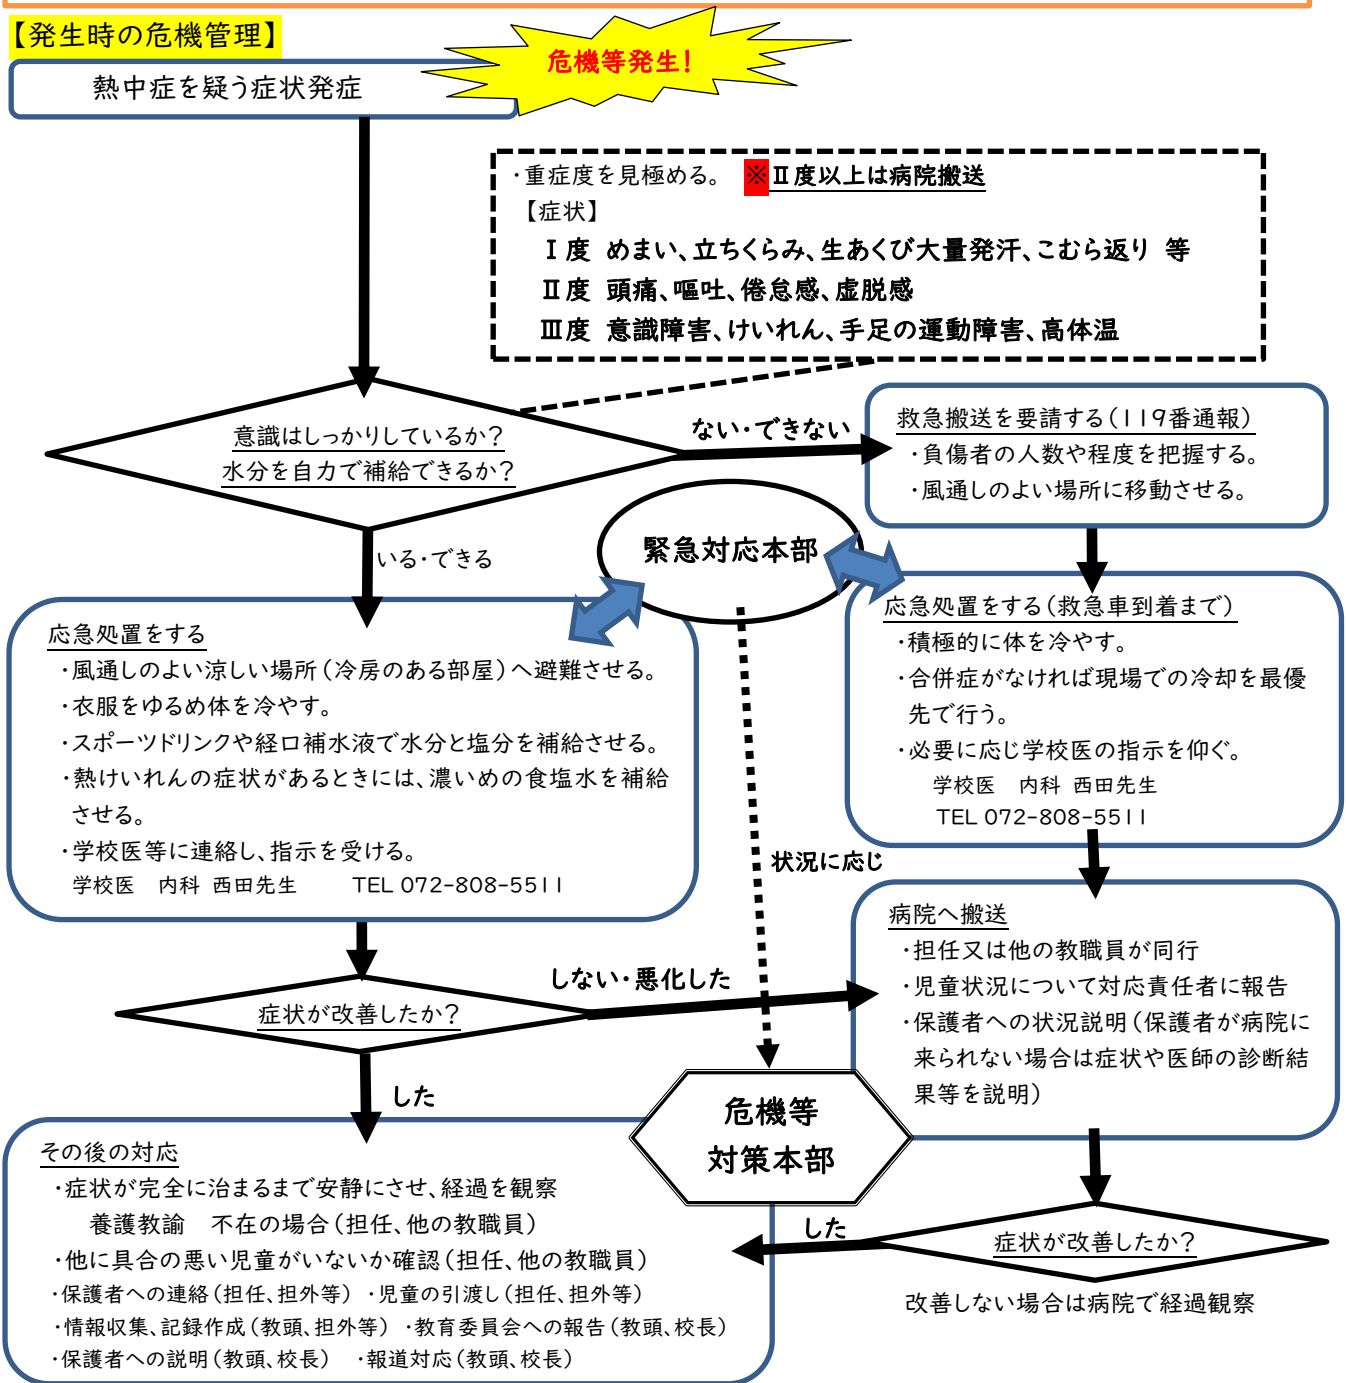 【発生時の危機管理】
危機等発生！
熱中症を疑う症状発症
・重症度を見極める。　※Ⅱ度以上は病院搬送
【症状】
Ⅰ度　めまい、立ちくらみ、生あくび大量発汗、こむら返り　等
Ⅱ度　頭痛、嘔吐、倦怠感、虚脱感
Ⅲ度　意識障害、けいれん、手足の運動障害、高体温
意識はしっかりしているか？
水分を自力で補給できるか？
ない・できない
救急搬送を要請する（119番通報）
・負傷者の人数や程度を把握する。
・風通しのよい場所に移動させる。
いる・できる
緊急対応本部
応急処置をする
・風通しのよい涼しい場所（冷房のある部屋）へ避難させる。
・衣服をゆるめ体を冷やす。
・スポーツドリンクや経口補水液で水分と塩分を補給させる。
・熱けいれんの症状があるときには、濃いめの食塩水を補給
させる。
・学校医等に連絡し、指示を受ける。
学校医　内科　西田先生　　TEL 072-808-5511
応急処置をする（救急車到着まで）
・積極的に体を冷やす。
・合併症がなければ現場での冷却を最優
先で行う。
・必要に応じ学校医の指示を仰ぐ。
学校医　内科　西田先生
TEL 072-808-5511
状況に応じ
病院へ搬送
・担任又は他の教職員が同行
・児童状況について対応責任者に報告
・保護者への状況説明（保護者が病院に
来られない場合は症状や医師の診断結
果等を説明）
症状が改善したか？
しない・悪化した
した
危機等
対策本部
その後の対応
・症状が完全に治まるまで安静にさせ、経過を観察
養護教諭　不在の場合（担任、他の教職員）
・他に具合の悪い児童がいないか確認（担任、他の教職員）
・保護者への連絡（担任、担外等）　・児童の引渡し（担任、担外等）
・情報収集、記録作成（教頭、担外等）　・教育委員会への報告（教頭、校長）
・保護者への説明（教頭、校長）　・報道対応（教頭、校長）
した
症状が改善したか？
改善しない場合は病院で経過観察